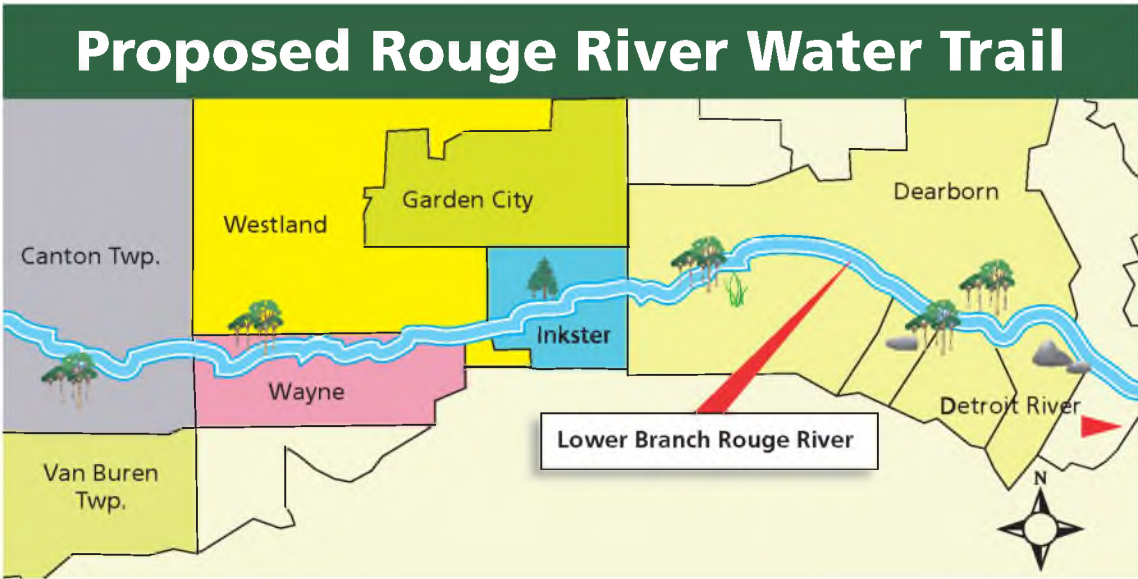 Proposed Rouge River Water Trail
Garden City
Dearborn
Westland
Canton Twp.
Inkster
Wayne
Detroit River
Lower Branch Rouge River
Van Buren
Twp.
N